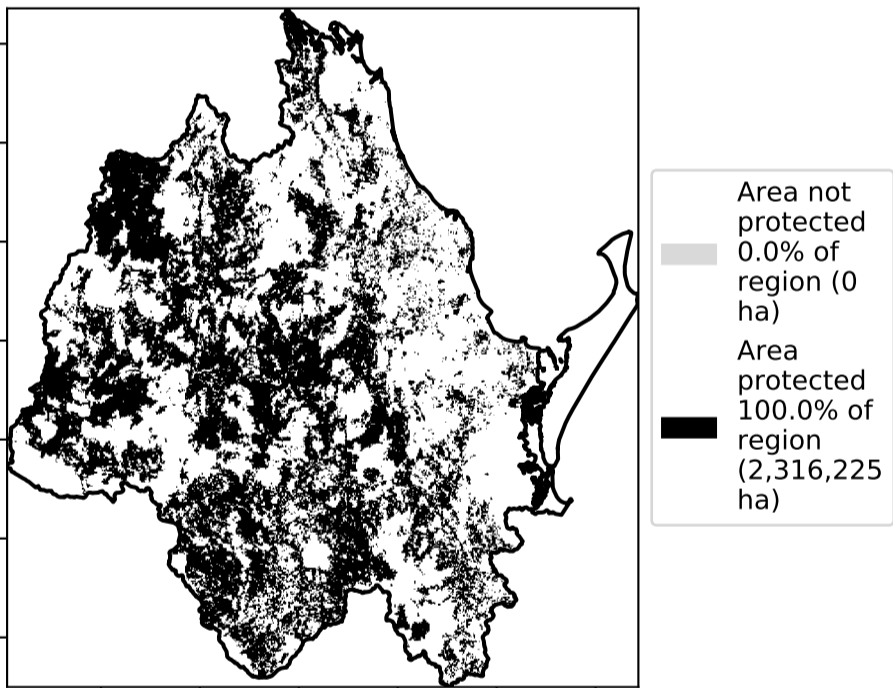 Area not
protected
0.0% of
region (0
ha)
Area
protected
100.0% of
region
(2,316,225
ha)